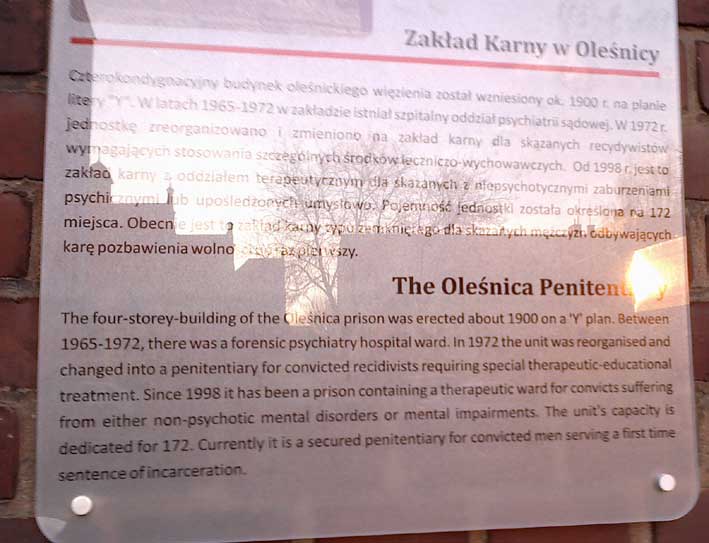 Zakład Karny w Oleśnicy
Czterokondygnacyjny budynek oleśnickiego więzienia został wzniesiony ok. 1900 r. na planie
litery "Y". W latach 1965-1972 w zakładzie istniał szpitalny oddział psychiatrii sądowej. W 1972 r.
jednostkę zreorganizowano i zmieniono na zakład karny dla skazanych recydywistów
wymagających stosowania szczególnych środków leczniczo-wychowawczych. Od 1998 r. jest to
zakład karny z oddziałem terapeutycznym dla skazanych z niepsychotycznymi zaburzeniami
psychicznymi lub upośledzonych umysłowo. Pojemność jednostki została określona na 172
miejsca. Obecnie jest to zakład karny typu zamkniętego dla skazanych mężczyzn odbywających
karę pozbawienia wolno raz pierwszy.
The Oleśnica Penitentiary
The four-storey-building of the Oleśnica prison was erected about 1900 on a 'Y' plan. Between
1965-1972, there was a forensic psychiatry hospital ward. In 1972 the unit was reorganised and
changed into a penitentiary for convicted recidivists requiring special therapeutic-educational
treatment. Since 1998 it has been a prison containing a therapeutic ward for convicts suffering
from either non-psychotic mental disorders or mental impairments. The unit's capacity is
dedicated for 172. Currently it is a secured penitentiary for convicted men serving a first time
sentence of incarceration.